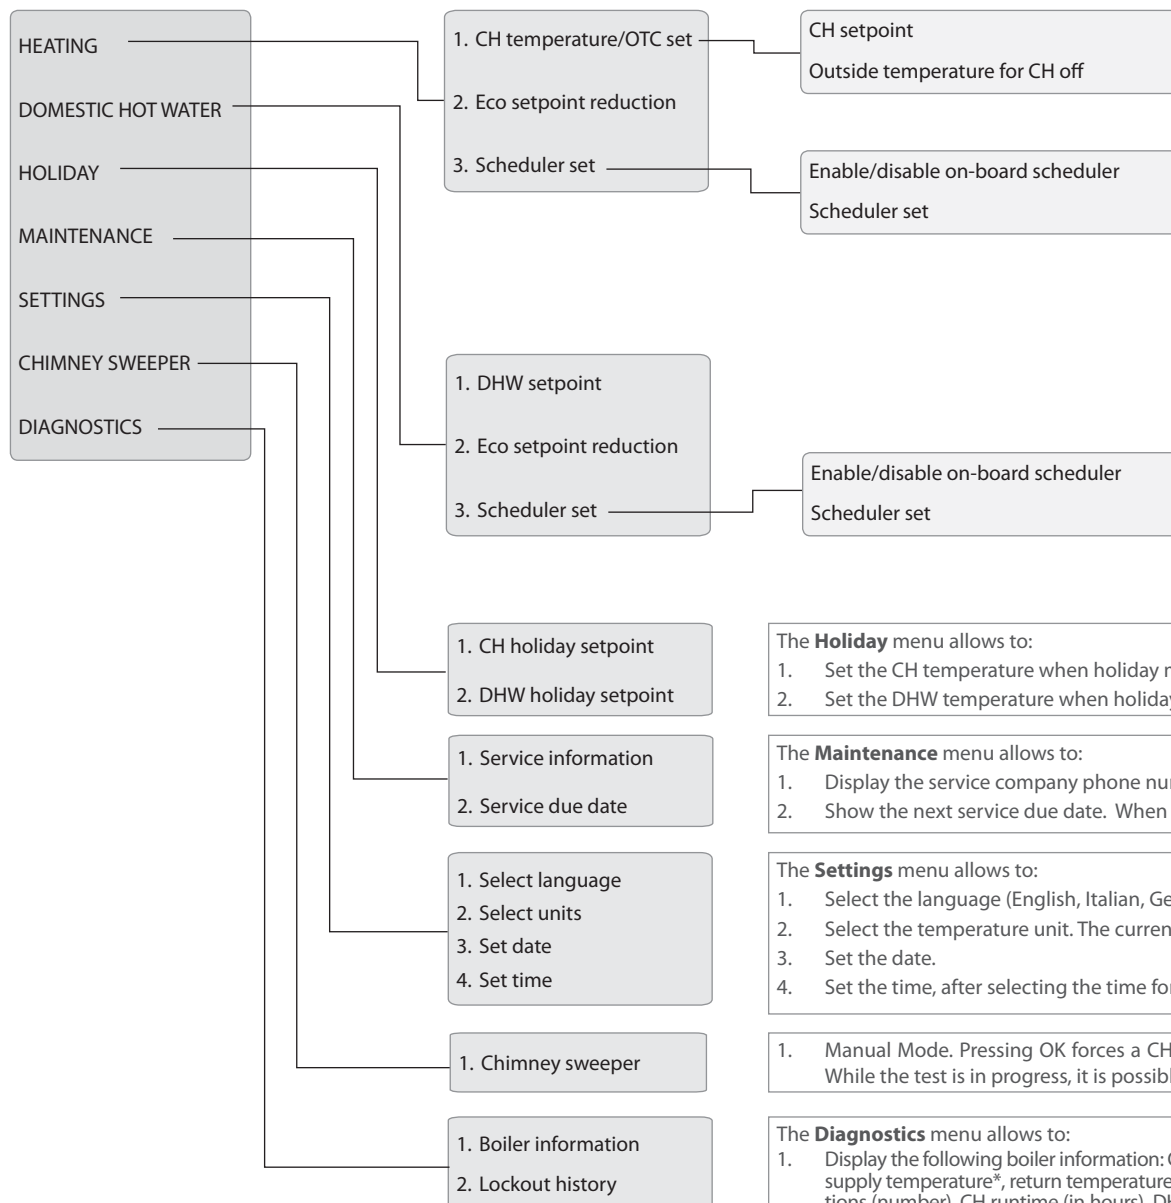 HEATING
DOMESTIC HOT WATER
HOLIDAY
MAINTENANCE
SETTINGS
CHIMNEY SWEEPER
DIAGNOSTICS
1. CH temperature/OTC set
2. Eco setpoint reduction
3. Scheduler set
CH setpoint
Outside temperature for CH off
Enable/disable on-board scheduler
Scheduler set
1. DHW setpoint
2. Eco setpoint reduction
3. Scheduler set
Enable/disable on-board scheduler
Scheduler set
1. CH holiday setpoint
2. DHW holiday setpoint
The Holiday menu allows to:
1. Set the CH temperature when holiday
2. Set the DHW temperature when
1. Service information
2. Service due date
The Maintenance menu allows to:
1. Display the service company phone
2. Show the next service due date. When
1. Select language
2. Select units
3. Set date
4. Set time
The Settings menu allows to:
1. Select the language (English, Italian,
2. Select the temperature unit. The
3. Set the date.
4. Set the time, after selecting the time
1. Chimney sweeper
1. Manual Mode. Pressing OK forces a CH
While the test is in progress, it is
1. Boiler information
2. Lockout history
The Diagnostics menu allows to:
1. Display the following boiler information:
supply temperature*, return temperature
tions (number), CH runtime (in hours),